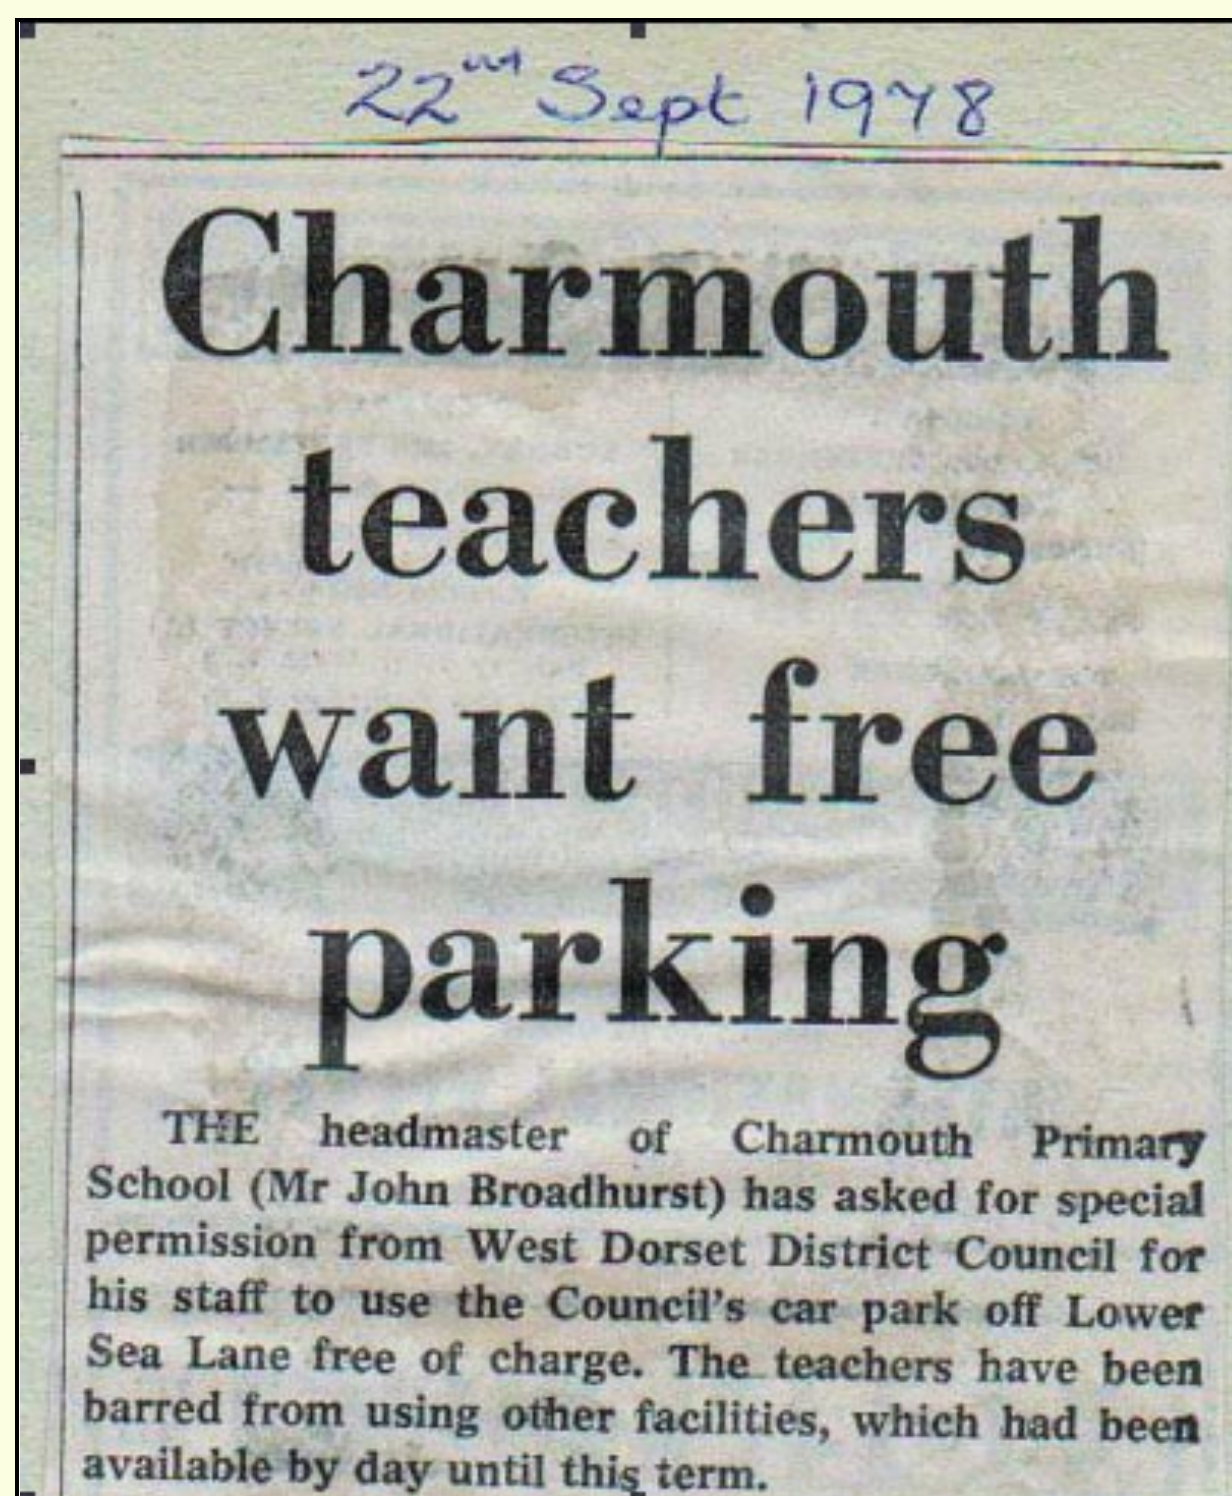 22nd Sept 1978
Charmouth
teachers
want free
parking
THE headmaster of Charmouth Primary
School (Mr John Broadhurst) has asked for special
permission from West Dorset District Council for
his staff to use the Council's car park off Lower
Sea Lane free of charge. The teachers have been
barred from using other facilities, which had been
available by day until this term.